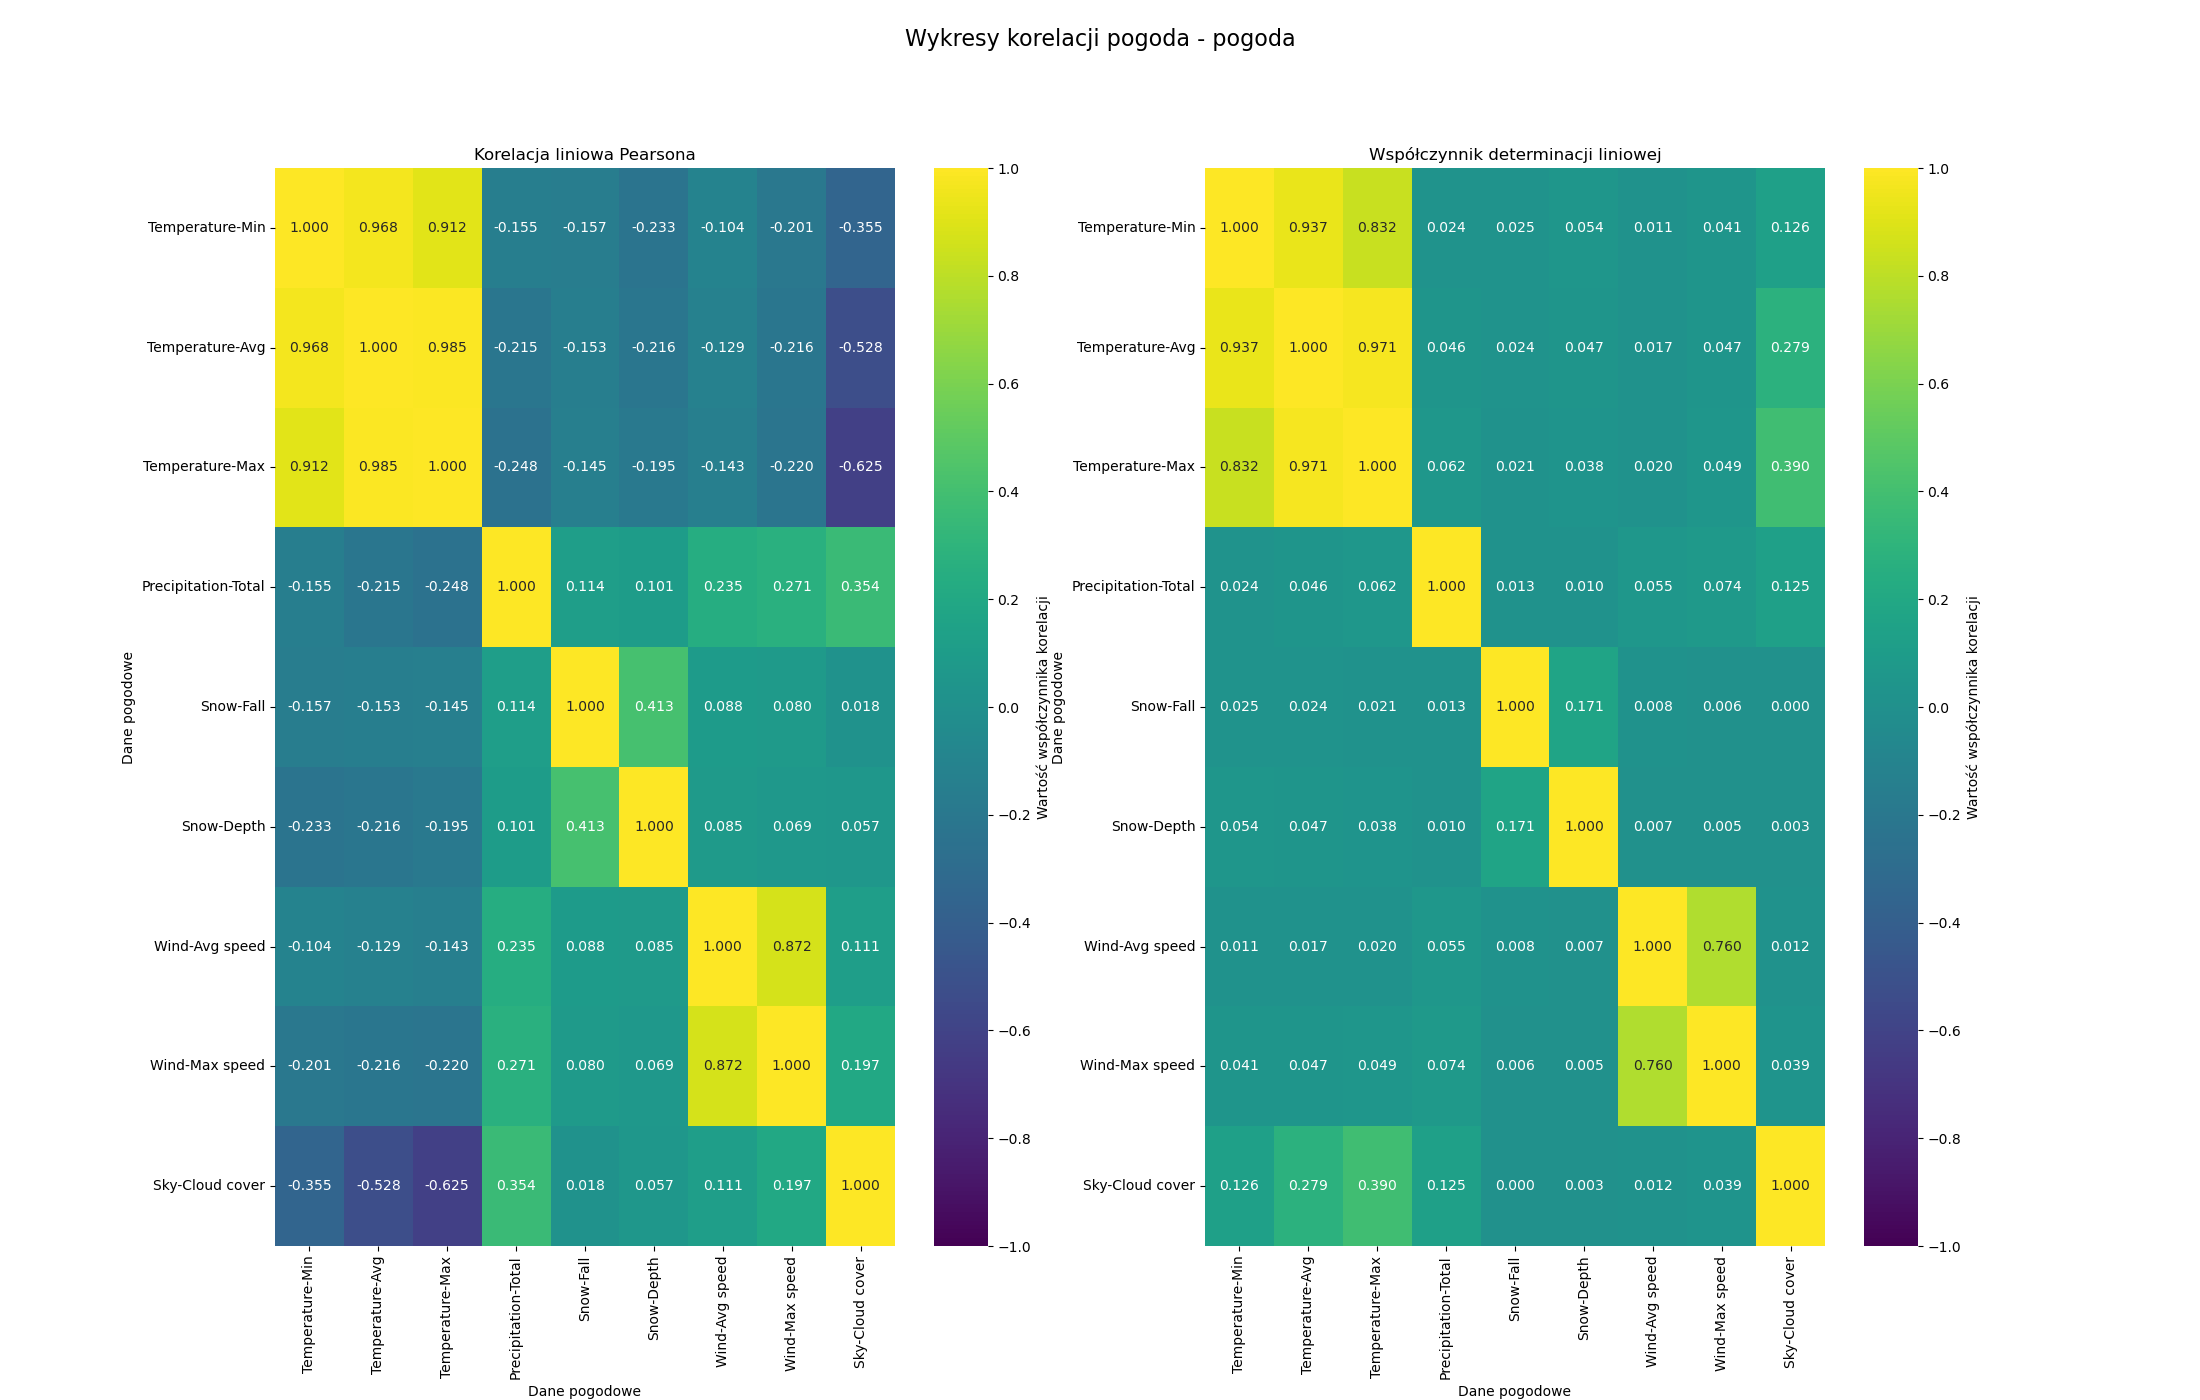 Wykresy korelacji pogoda - pogoda
Korelacja liniowa Pearsona
Temperature-Min 1.000 0.968 0.912 -0.155 -0.157 -0.233 -0.104 -0.201 -0.355
Temperature-Avg 0.968 1.000 0.985 -0.215 -0.153 -0.216 -0.129 -0.216 -0.528
Temperature-Max 0.912 0.985 1.000 -0.248 -0.145 -0.195 -0.143 -0.220 -0.625
Precipitation-Total -0.155 -0.215 -0.248 1.000 0.114 0.101 0.235 0.271 0.354
Snow-Fall -0.157 -0.153 -0.145 0.114 1.000 0.413 0.088 0.080 0.018
Snow-Depth -0.233 -0.216 -0.195 0.101 0.413 1.000 0.085 0.069 0.057
Wind-Avg speed -0.104 -0.129 -0.143 0.235 0.088 0.085 1.000 0.872 0.111
Wind-Max speed -0.201 -0.216 -0.220 0.271 0.080 0.069 0.872 1.000 0.197
Sky-Cloud cover -0.355 -0.528 -0.625 0.354 0.018 0.057 0.111 0.197 1.000
Temperature-Min
Temperature-Avg
Temperature-Max
Precipitation-Total
Snow-Fall
Snow-Depth
Wind-Avg speed
Wind-Max speed
Sky-Cloud cover
Dane pogodowe
Dane pogodowe
1.0
0.8
0.6
0.4
0.2
0.0
−0.2
−0.4
−0.6
−0.8
−1.0
Wartość współczynnika korelacji
Współczynnik determinacji liniowej
Temperature-Min 1.000 0.937 0.832 0.024 0.025 0.054 0.011 0.041 0.126
Temperature-Avg 0.937 1.000 0.971 0.046 0.024 0.047 0.017 0.047 0.279
Temperature-Max 0.832 0.971 1.000 0.062 0.021 0.038 0.020 0.049 0.390
Precipitation-Total 0.024 0.046 0.062 1.000 0.013 0.010 0.055 0.074 0.125
Snow-Fall 0.025 0.024 0.021 0.013 1.000 0.171 0.008 0.006 0.000
Snow-Depth 0.054 0.047 0.038 0.010 0.171 1.000 0.007 0.005 0.003
Wind-Avg speed 0.011 0.017 0.020 0.055 0.008 0.007 1.000 0.760 0.012
Wind-Max speed 0.041 0.047 0.049 0.074 0.006 0.005 0.760 1.000 0.039
Sky-Cloud cover 0.126 0.279 0.390 0.125 0.000 0.003 0.012 0.039 1.000
Temperature-Min
Temperature-Avg
Temperature-Max
Precipitation-Total
Snow-Fall
Snow-Depth
Wind-Avg speed
Wind-Max speed
Sky-Cloud cover
Dane pogodowe
Dane pogodowe
1.0
0.8
0.6
0.4
0.2
0.0
−0.2
−0.4
−0.6
−0.8
−1.0
Wartość współczynnika korelacji